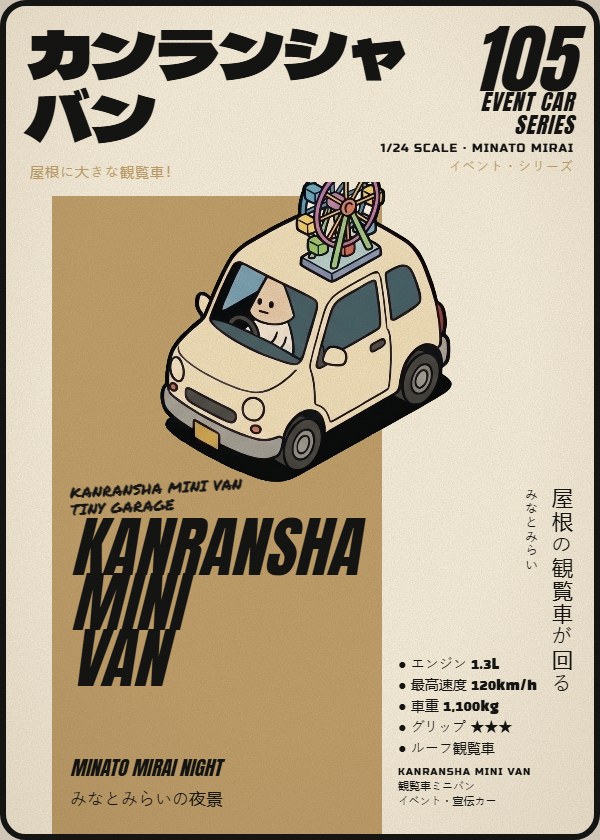 カンランシャ
バン
屋根に大きな観覧車!
105
EVENT CAR
SERIES
1/24 SCALE · MINATO MIRAI
イベント・シリーズ
KANRANSHA MINI VAN
TINY GARAGE
KANRANSHA
MINI
VAN
MINATO MIRAI NIGHT
みなとみらいの夜景
屋根の観覧車が回る
みなとみらい
● エンジン 1.3L
● 最高速度 120km/h
● 車重 1,100kg
● グリップ ★★★
● ルーフ観覧車
KANRANSHA MINI VAN
観覧車ミニバン
イベント・宣伝カー